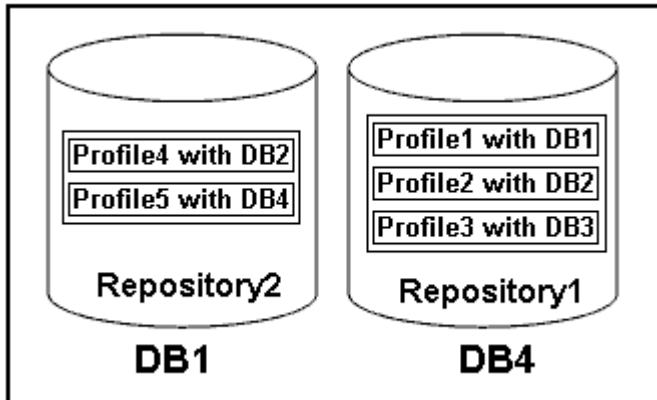 Profile4 with DB2
Profile5 with DB4
Repository2
DB1
Profile1 with DB1
Profile2 with DB2
Profile3 with DB3
Repository1
DB4